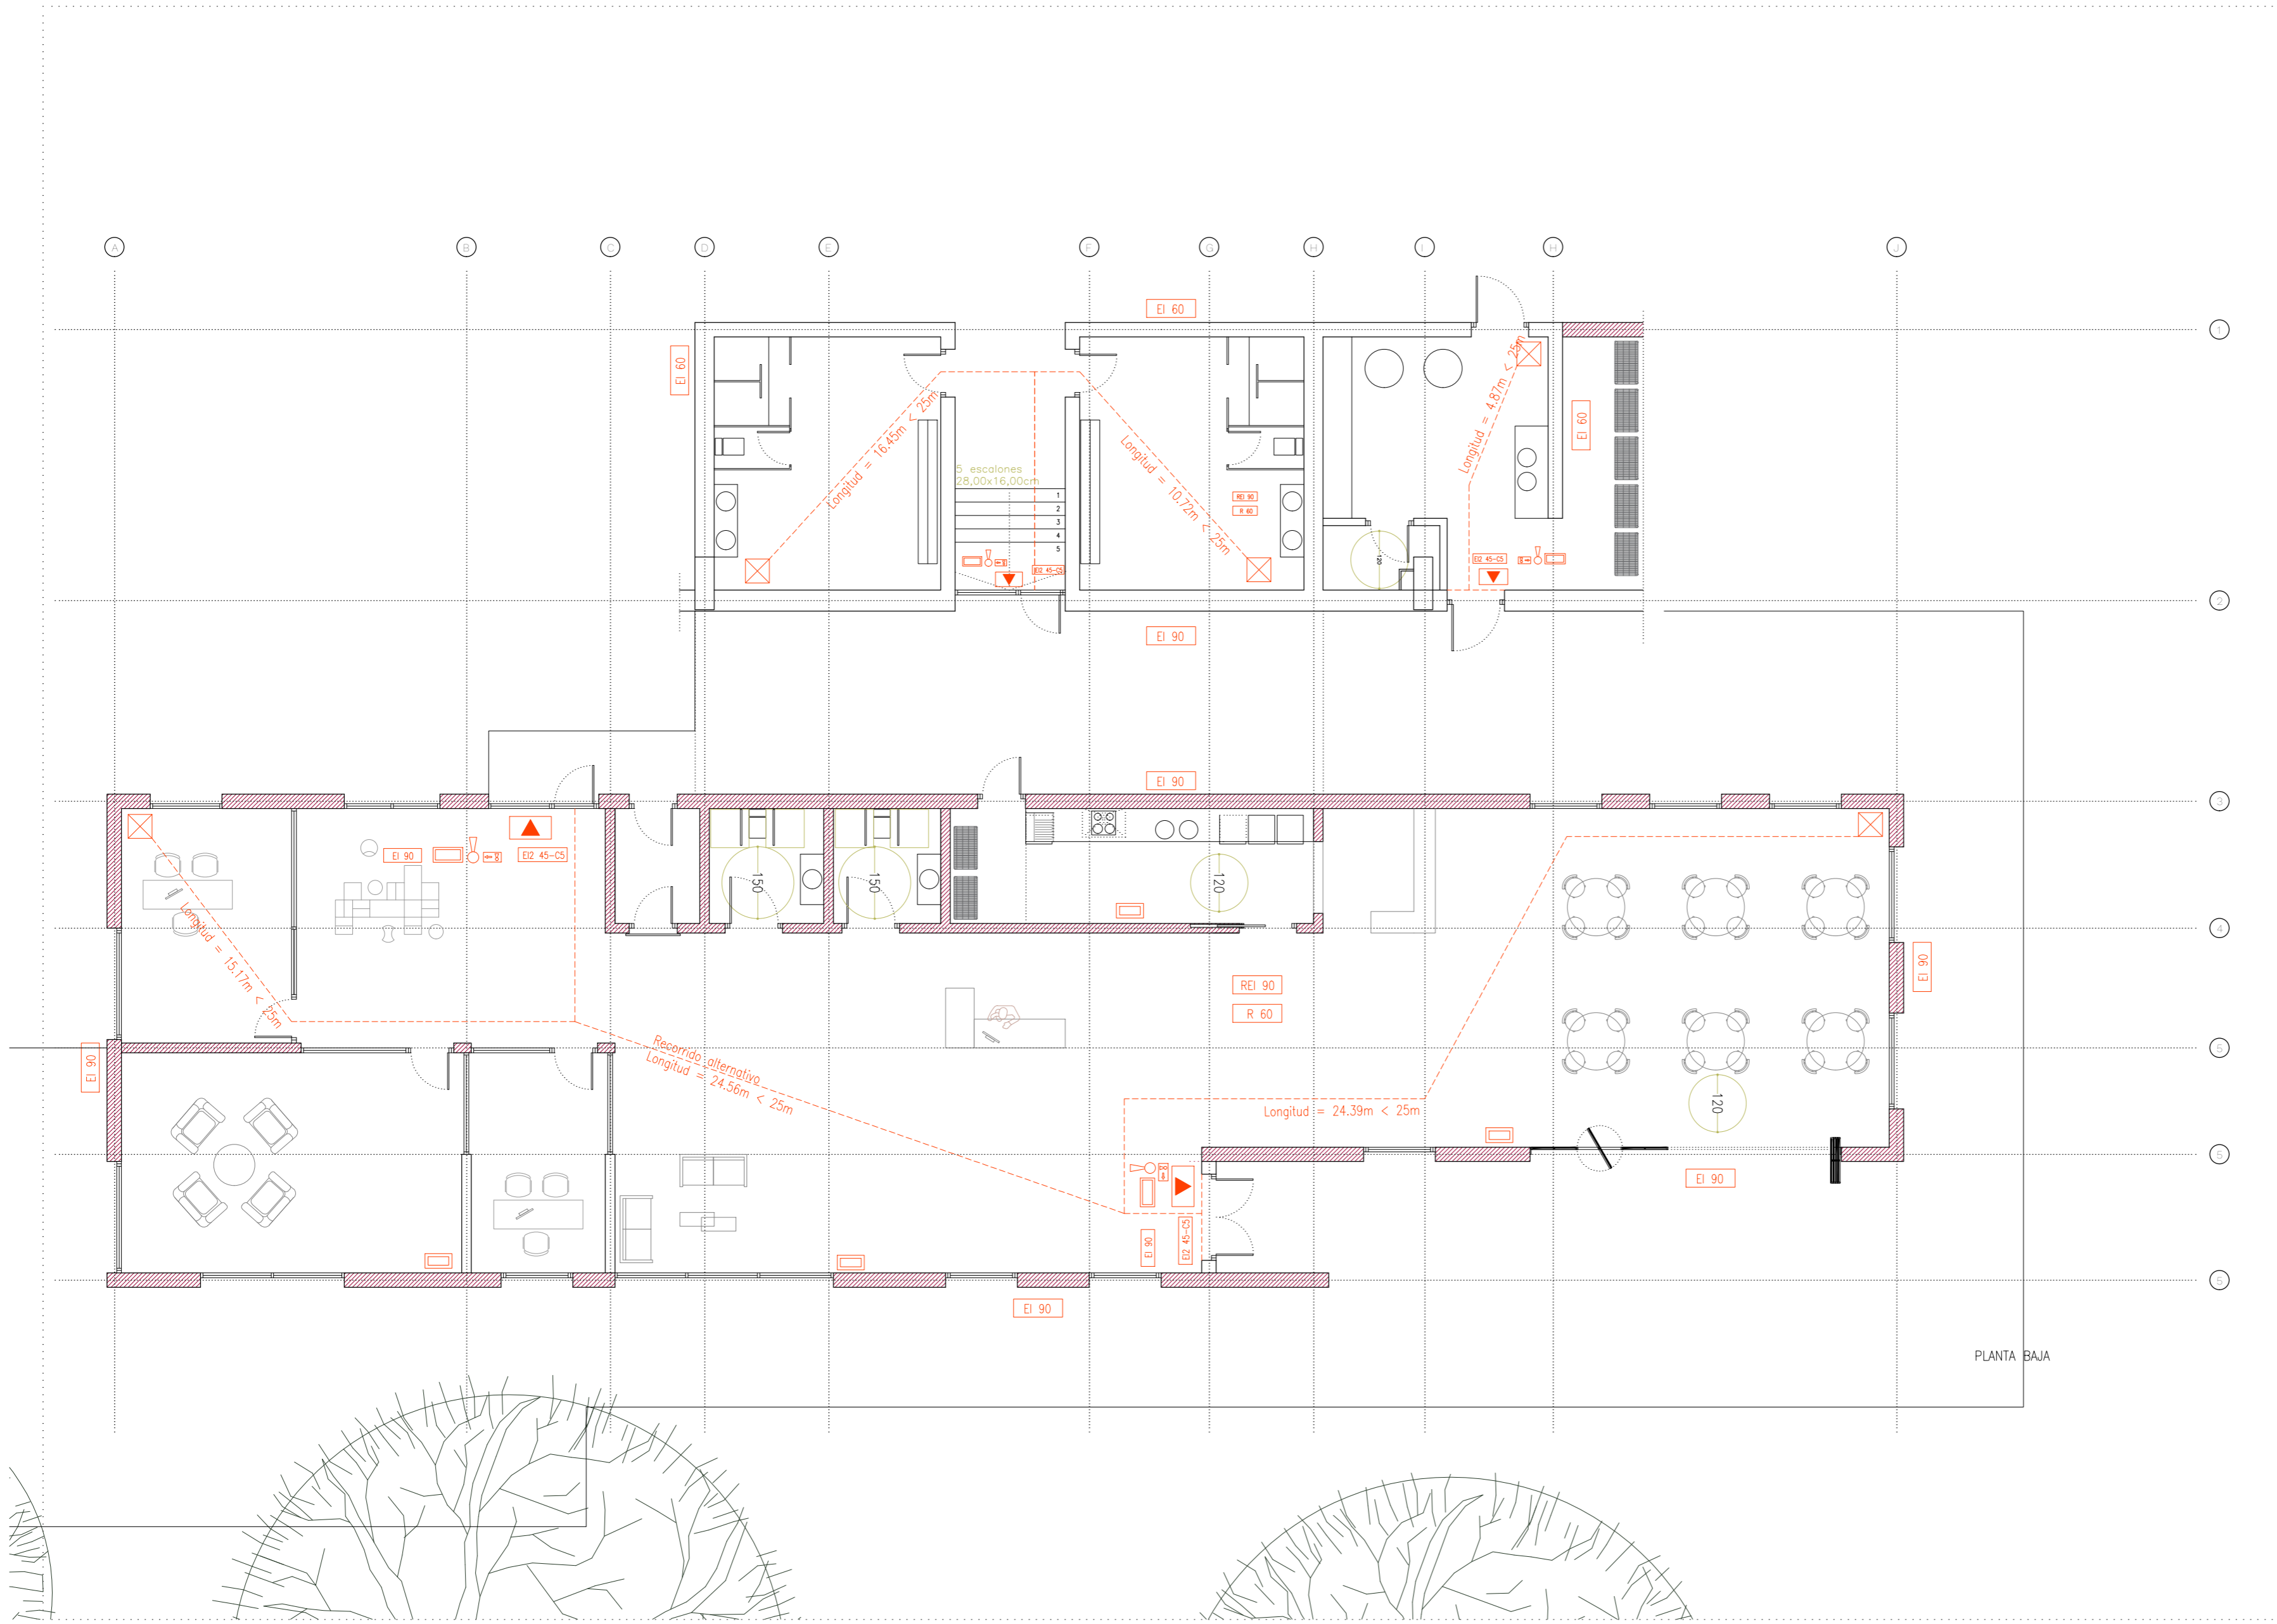 A
B
C
D
E
F
G
H
I
H
J
EI 60
1
EI 60
Longitud = 16.45m < 25m
Longitud = 10.72m < 25m
Longitud = 4.87m < 25m
EI 60
5 escalones
28,00x16,00cm
1
2
3
4
5
REI 90
R 60
EI2 45-C5
120
EI2 45-C5
2
EI 90
EI 90
3
EI 90
EI2 45-C5
150
150
120
Longitud = 15.17m < 25m
4
EI 90
REI 90
R 60
Recorrido alternativo
Longitud = 24.56m < 25m
5
EI 90
Longitud = 24.39m < 25m
120
5
EI 90
EI 90
EI2 45-C5
5
EI 90
PLANTA BAJA